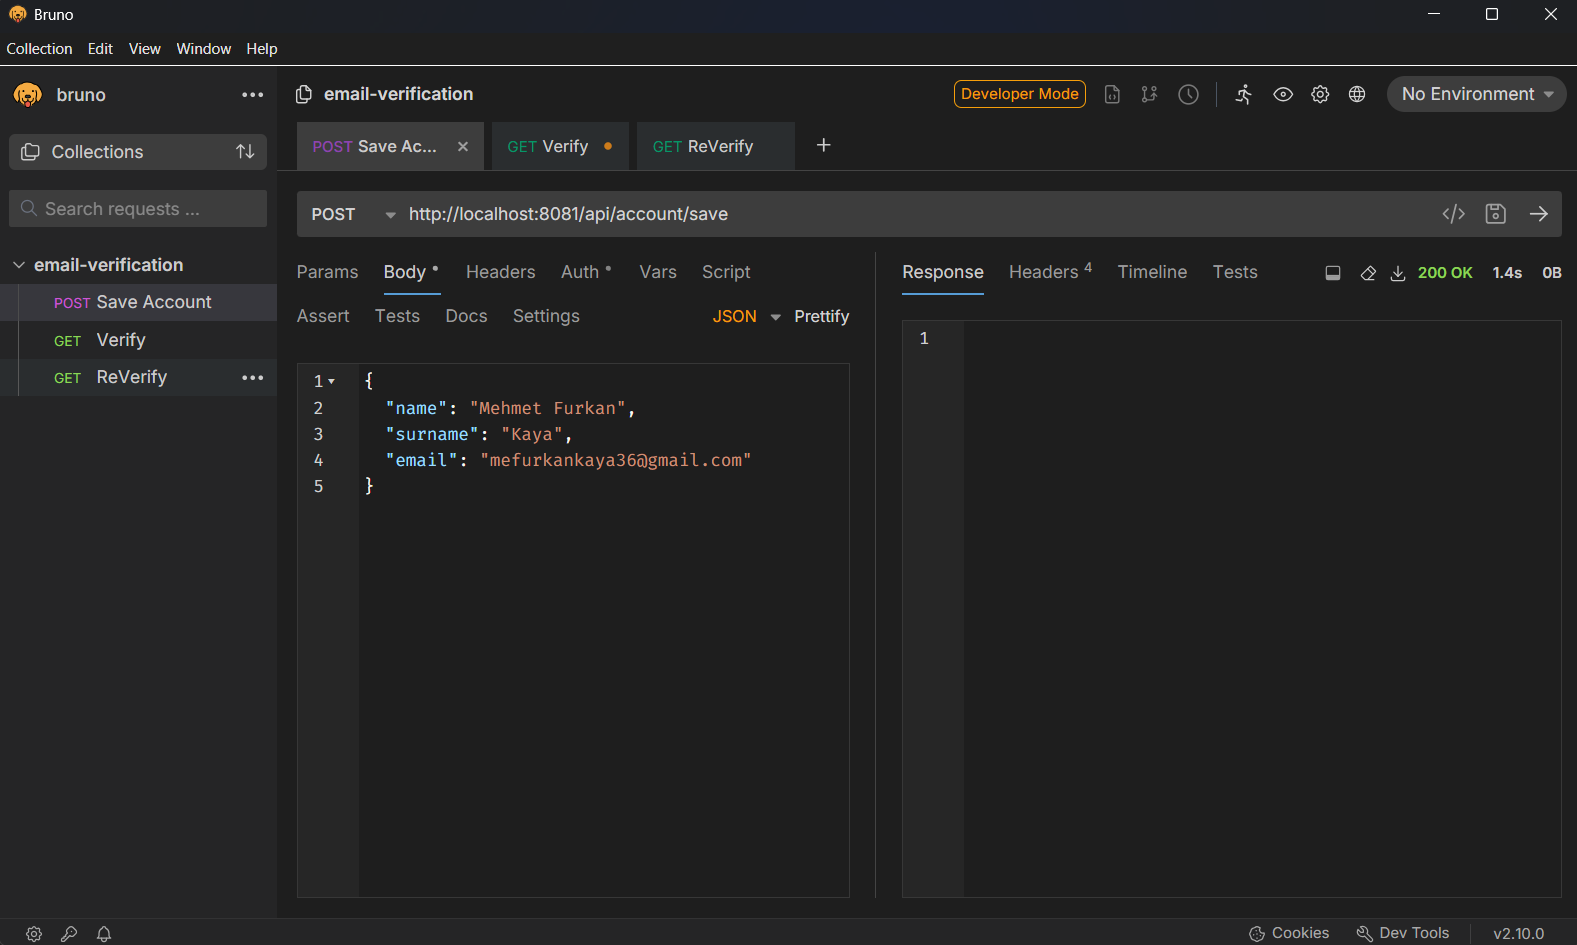 Bruno
Collection Edit View Window Help
bruno
email-verification
Developer Mode
No Environment
Collections
POST Save Ac...
GET Verify
GET ReVerify
Search requests ...
POST
http://localhost:8081/api/account/save
email-verification
POST Save Account
GET Verify
GET ReVerify
Params Body Headers Auth Vars Script
Assert Tests Docs Settings
JSON Prettify
1 {
2 "name": "Mehmet Furkan",
3 "surname": "Kaya",
4 "email": "mefurkankaya36@gmail.com"
5 }
Response Headers 4 Timeline Tests
200 OK 1.4s 0B
1
Cookies Dev Tools v2.10.0